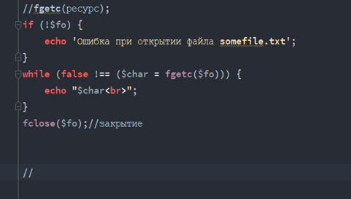 //fgetc(ресурс);
if (!$fo) {
echo 'Ошибка при открытии файла somefile.txt';
}
while (false !== ($char = fgetc($fo))) {
echo "$char<br>";
}
fclose($fo);//закрытие
//